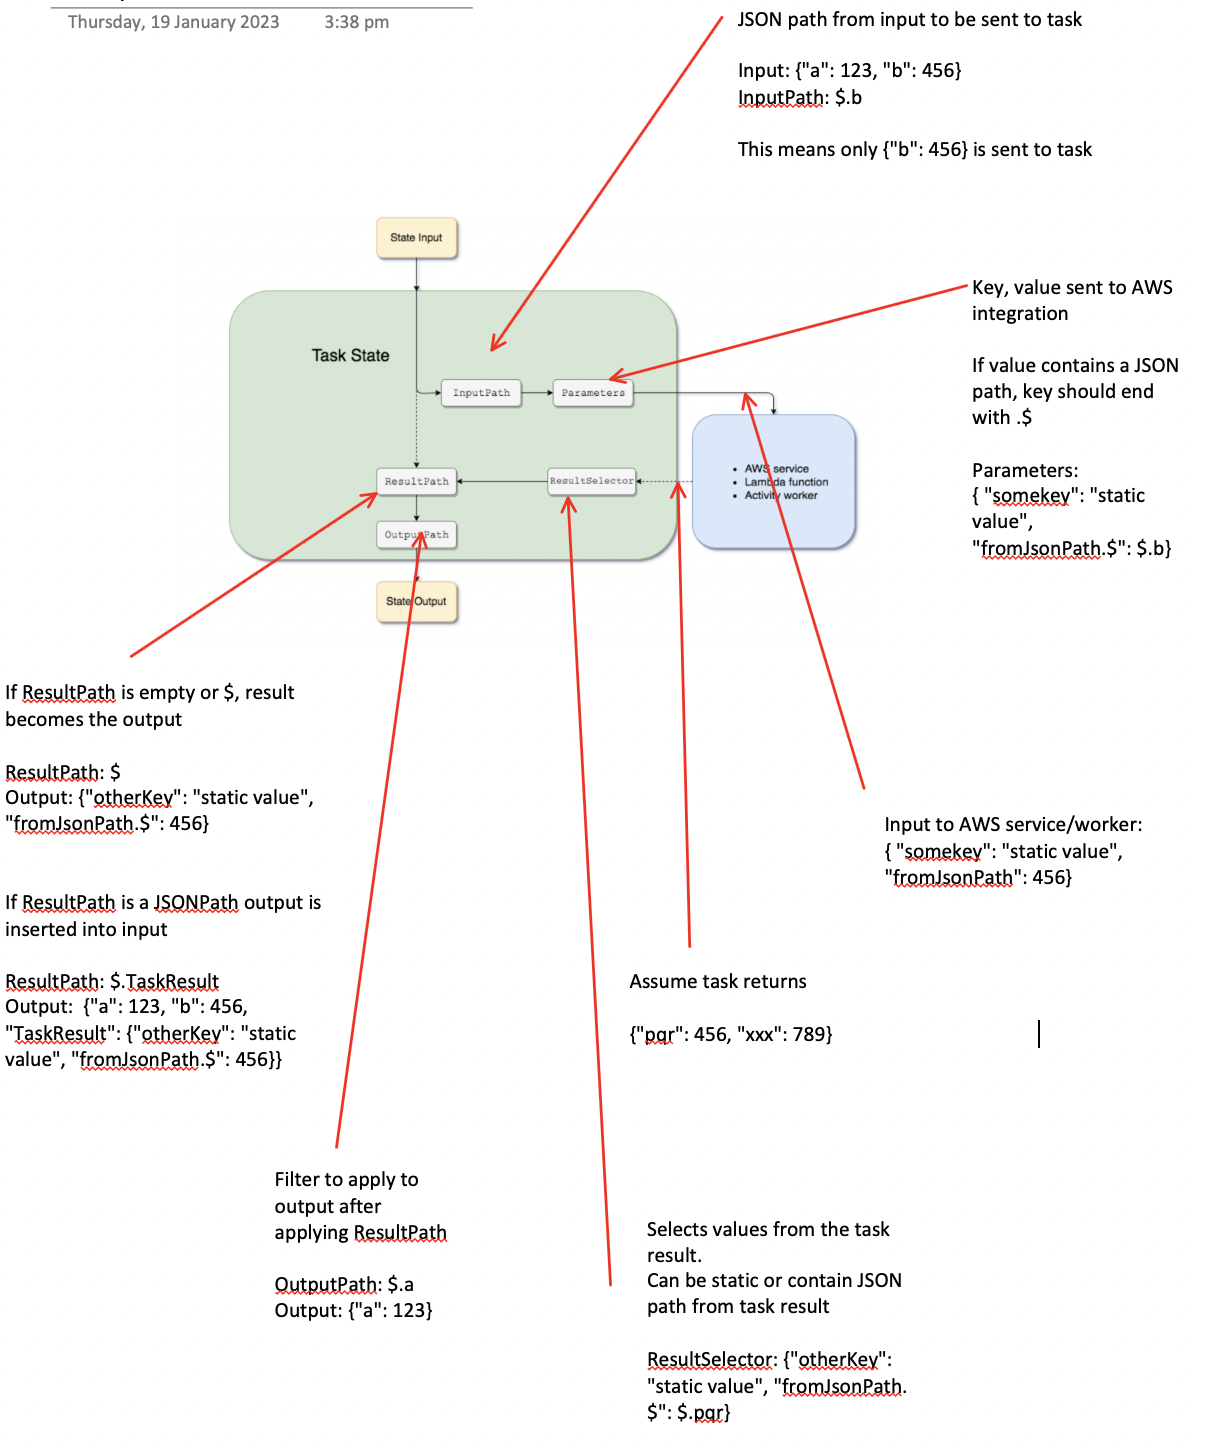 Thursday, 19 January 2023 3:38 pm
JSON path from input to be sent to task
Input: {"a": 123, "b": 456}
InputPath: $.b
This means only {"b": 456} is sent to task
State Input
Key, value sent to AWS
integration
If value contains a JSON
path, key should end
with .$
Parameters:
{ "somekey": "static
value",
"fromJsonPath.$": $.b}
Task State
InputPath
Parameters
ResultPath
ResultSelector
OutputPath
• AWS service
• Lambda function
• Activity worker
State Output
If ResultPath is empty or $, result
becomes the output
ResultPath: $
Output: {"otherKey": "static value",
"fromJsonPath.$": 456}
If ResultPath is a JSONPath output is
inserted into input
ResultPath: $.TaskResult
Output:  {"a": 123, "b": 456,
"TaskResult": {"otherKey": "static
value", "fromJsonPath.$": 456}}
Input to AWS service/worker:
{ "somekey": "static value",
"fromJsonPath": 456}
Assume task returns
{"pqr": 456, "xxx": 789}
Filter to apply to
output after
applying ResultPath
OutputPath: $.a
Output: {"a": 123}
Selects values from the task
result.
Can be static or contain JSON
path from task result
ResultSelector: {"otherKey":
"static value", "fromJsonPath.
$": $.pqr}